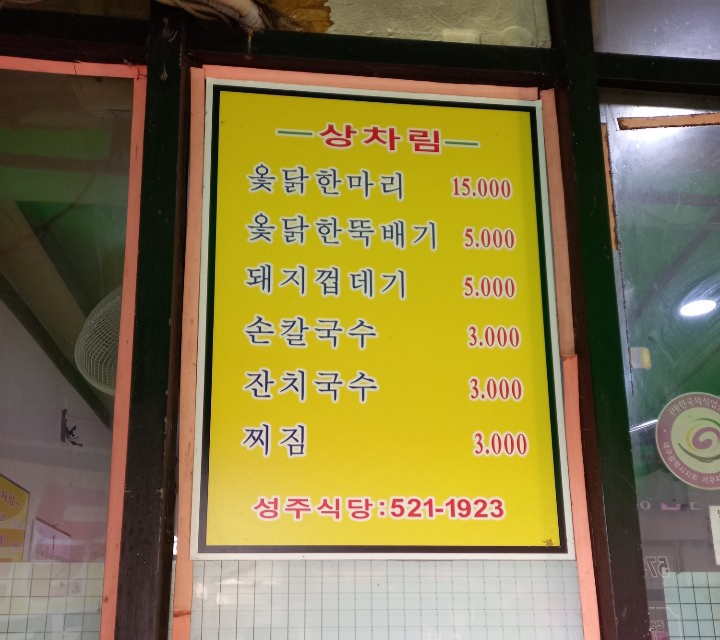 상차림
옻닭한마리 15.000
옻닭한뚝배기 5.000
돼지껍데기 5.000
손칼국수 3.000
잔치국수 3.000
찌짐 3.000
성주식당:521-1923